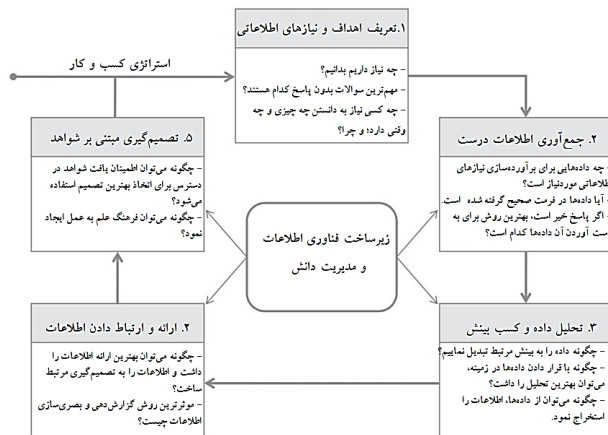 ۱.تعریف اهداف و نیازهای اطلاعاتی
- چه نیاز داریم بدانیم؟
- مهم‌ترین سوالات بدون پاسخ کدام هستند؟
- چه کسی نیاز به دانستن چه چیزی و چه
وقتی دارد؛ و چرا؟
استراتژی کسب و کار
۲. جمع‌آوری اطلاعات درست
- چه داده‌هایی برای برآورده‌سازی نیازهای
اطلاعاتی موردنیاز است؟
- آیا داده‌ها در فرمت صحیح گرفته شده است.
اگر پاسخ خیر است، بهترین روش برای به
دست آوردن آن داده‌ها کدام است؟
۳. تحلیل داده و کسب بینش
- چگونه داده را به بینش مرتبط تبدیل نماییم؟
- چگونه با قرار دادن داده‌ها در زمینه،
می‌توان بهترین تحلیل را داشت؟
- چگونه می‌توان از داده‌ها، اطلاعات را
استخراج نمود.
۲. ارائه و ارتباط دادن اطلاعات
- چگونه می‌توان بهترین ارائه اطلاعات را
داشت و اطلاعات را به تصمیم‌گیری مرتبط
ساخت؟
- موثرترین روش گزارش‌دهی و بصری‌سازی
اطلاعات چیست؟
۵. تصمیم‌گیری مبتنی بر شواهد
- چگونه می‌توان اطمینان یافت شواهد در
دسترس برای اتخاذ بهترین تصمیم استفاده
می‌شود؟
- چگونه می‌توان فرهنگ علم به عمل ایجاد
نمود؟
زیرساخت فناوری اطلاعات
و مدیریت دانش